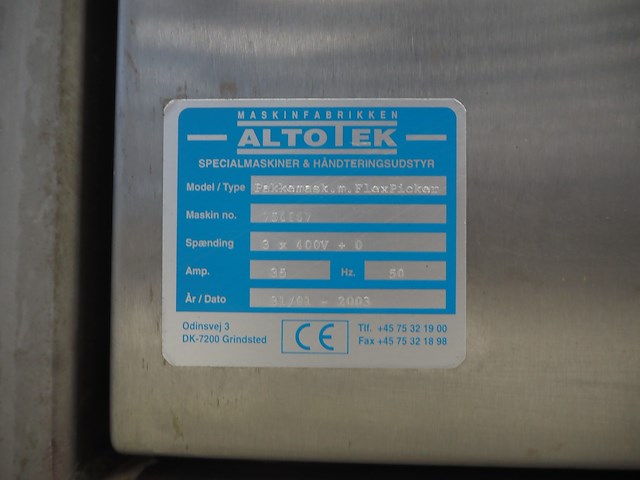 MASKINFABRIKKEN
ALTOTEK
SPECIALMASKINER & HÅNDTERINGSUDSTYR
Model / Type Pakkemask.m.FlexPicker
Maskin no.
Spænding 3 x 400V + 0
Amp. 35 Hz. 50
År / Dato 31/01 - 2003
Odinsvej 3
DK-7200 Grindsted
CE
Tlf. +45 75 32 19 00
Fax +45 75 32 18 98